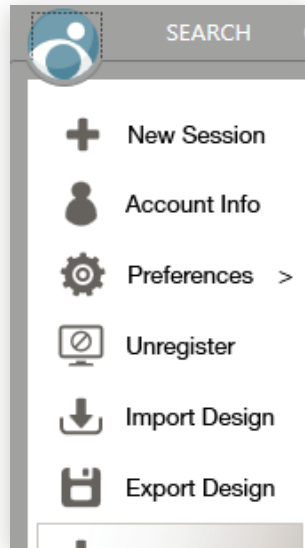 SEARCH
New Session
Account Info
Preferences >
Unregister
Import Design
Export Design